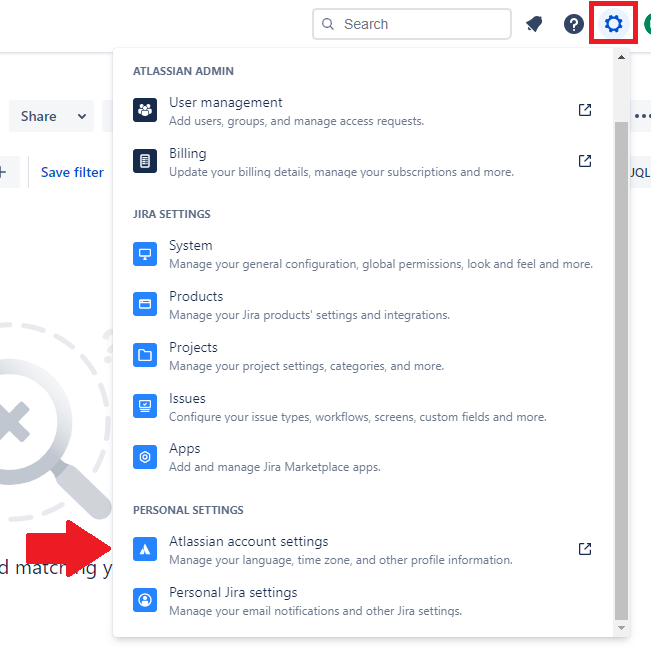 Search
ATLASSIAN ADMIN
User management
Add users, groups, and manage access requests.
Billing
Update your billing details, manage your subscriptions and more.
JIRA SETTINGS
System
Manage your general configuration, global permissions, look and feel and more.
Products
Manage your Jira products' settings and integrations.
Projects
Manage your project settings, categories, and more.
Issues
Configure your issue types, workflows, screens, custom fields and more.
Apps
Add and manage Jira Marketplace apps.
PERSONAL SETTINGS
Atlassian account settings
Manage your language, time zone, and other profile information.
Personal Jira settings
Manage your email notifications and other Jira settings.
Share
Save filter
JQL
d matching y